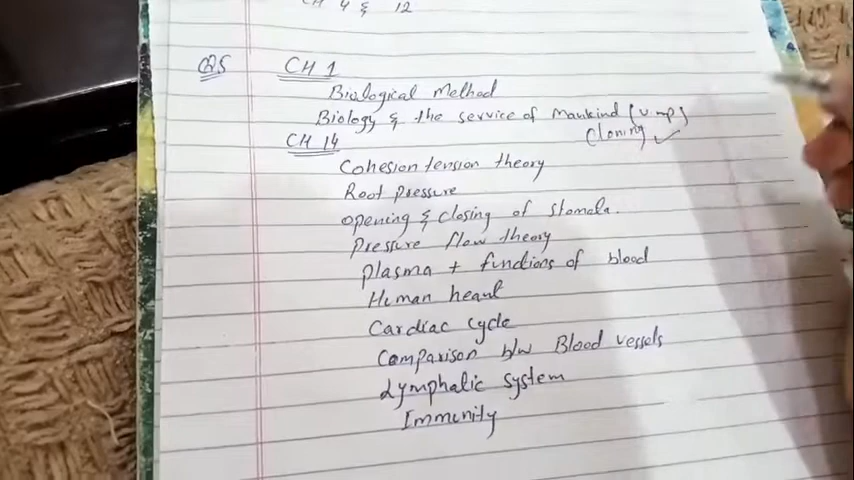 CH 4 & 12
Q5 CH 1
Biological Method
Biology & the service of Mankind (V.imp)
Cloning
CH 14
Cohesion tension theory
Root Pressure
Opening & closing of Stomata.
Pressure flow theory
Plasma + functions of blood
Human heart
Cardiac cycle
Comparison b/w Blood vessels
Lymphatic system
Immunity